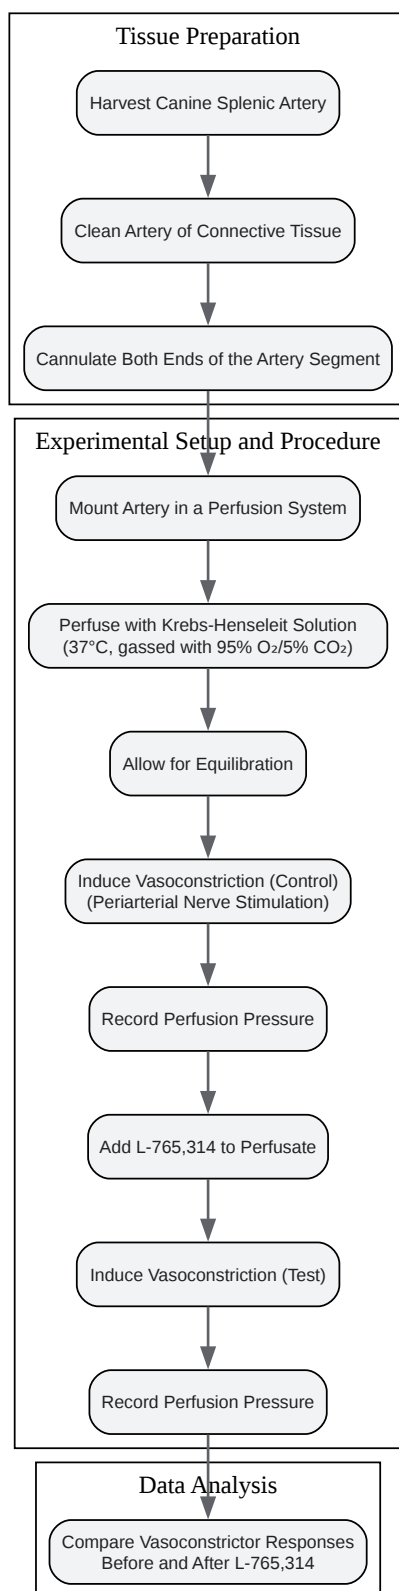 Tissue Preparation
Harvest Canine Splenic Artery
Clean Artery of Connective Tissue
Cannulate Both Ends of the Artery Segment
Experimental Setup and Procedure
Mount Artery in a Perfusion System
Perfuse with Krebs-Henseleit Solution
(37°C, gassed with 95% O₂/5% CO₂)
Allow for Equilibration
Induce Vasoconstriction (Control)
(Periarterial Nerve Stimulation)
Record Perfusion Pressure
Add L-765,314 to Perfusate
Induce Vasoconstriction (Test)
Record Perfusion Pressure
Data Analysis
Compare Vasoconstrictor Responses
Before and After L-765,314